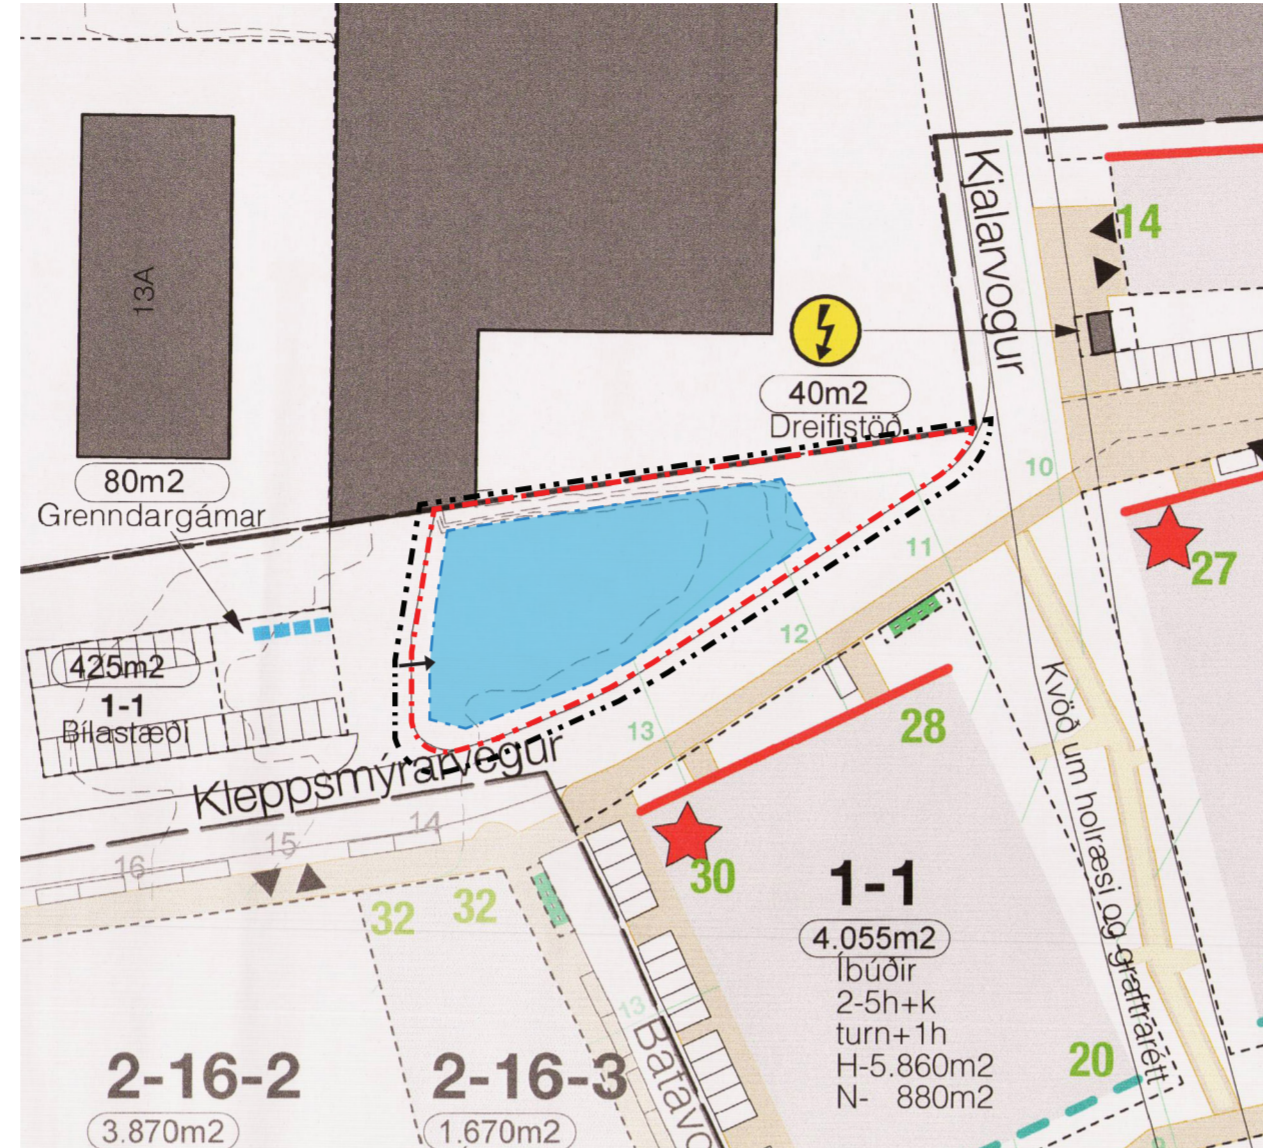 13A
Kjalarvogur
14
40m2
Dreifistöð
80m2
Grenndargámar
10
11
27
12
425m2
1-1
Bílastæði
13
28
Kvöð um holræsi og graftrarétt
Kleppsmýrarvegur
16
15
14
30
1-1
4.055m2
Íbúðir
2-5h+k
turn+1h
H-5.860m2
N- 880m2
32
32
13
20
2-16-2
3.870m2
2-16-3
1.670m2